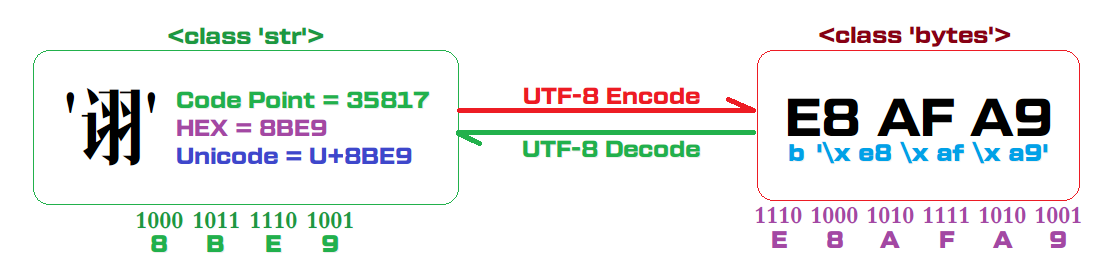 <class 'str'>
'诩'
Code Point = 35817
HEX = 8BE9
Unicode = U+8BE9
1000 1011 1110 1001
8 B E 9
UTF-8 Encode
UTF-8 Decode
<class 'bytes'>
E8 AF A9
b '\x e8 \x af \x a9'
1110 1000 1010 1111 1010 1001
E 8 A F A 9